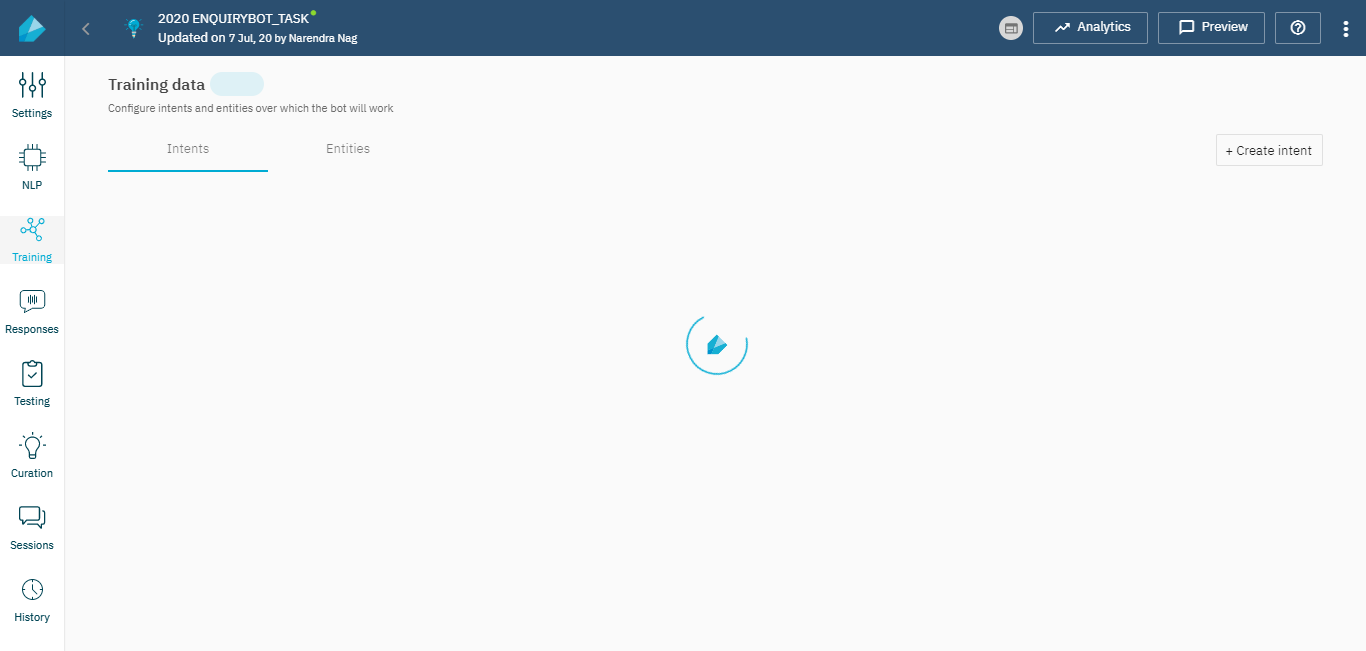 2020 ENQUIRYBOT_TASK
Updated on 7 Jul, 20 by Narendra Nag
Analytics
Preview
Settings
NLP
Training
Responses
Testing
Curation
Sessions
History
Training data
Configure intents and entities over which the bot will work
Intents
Entities
+ Create intent